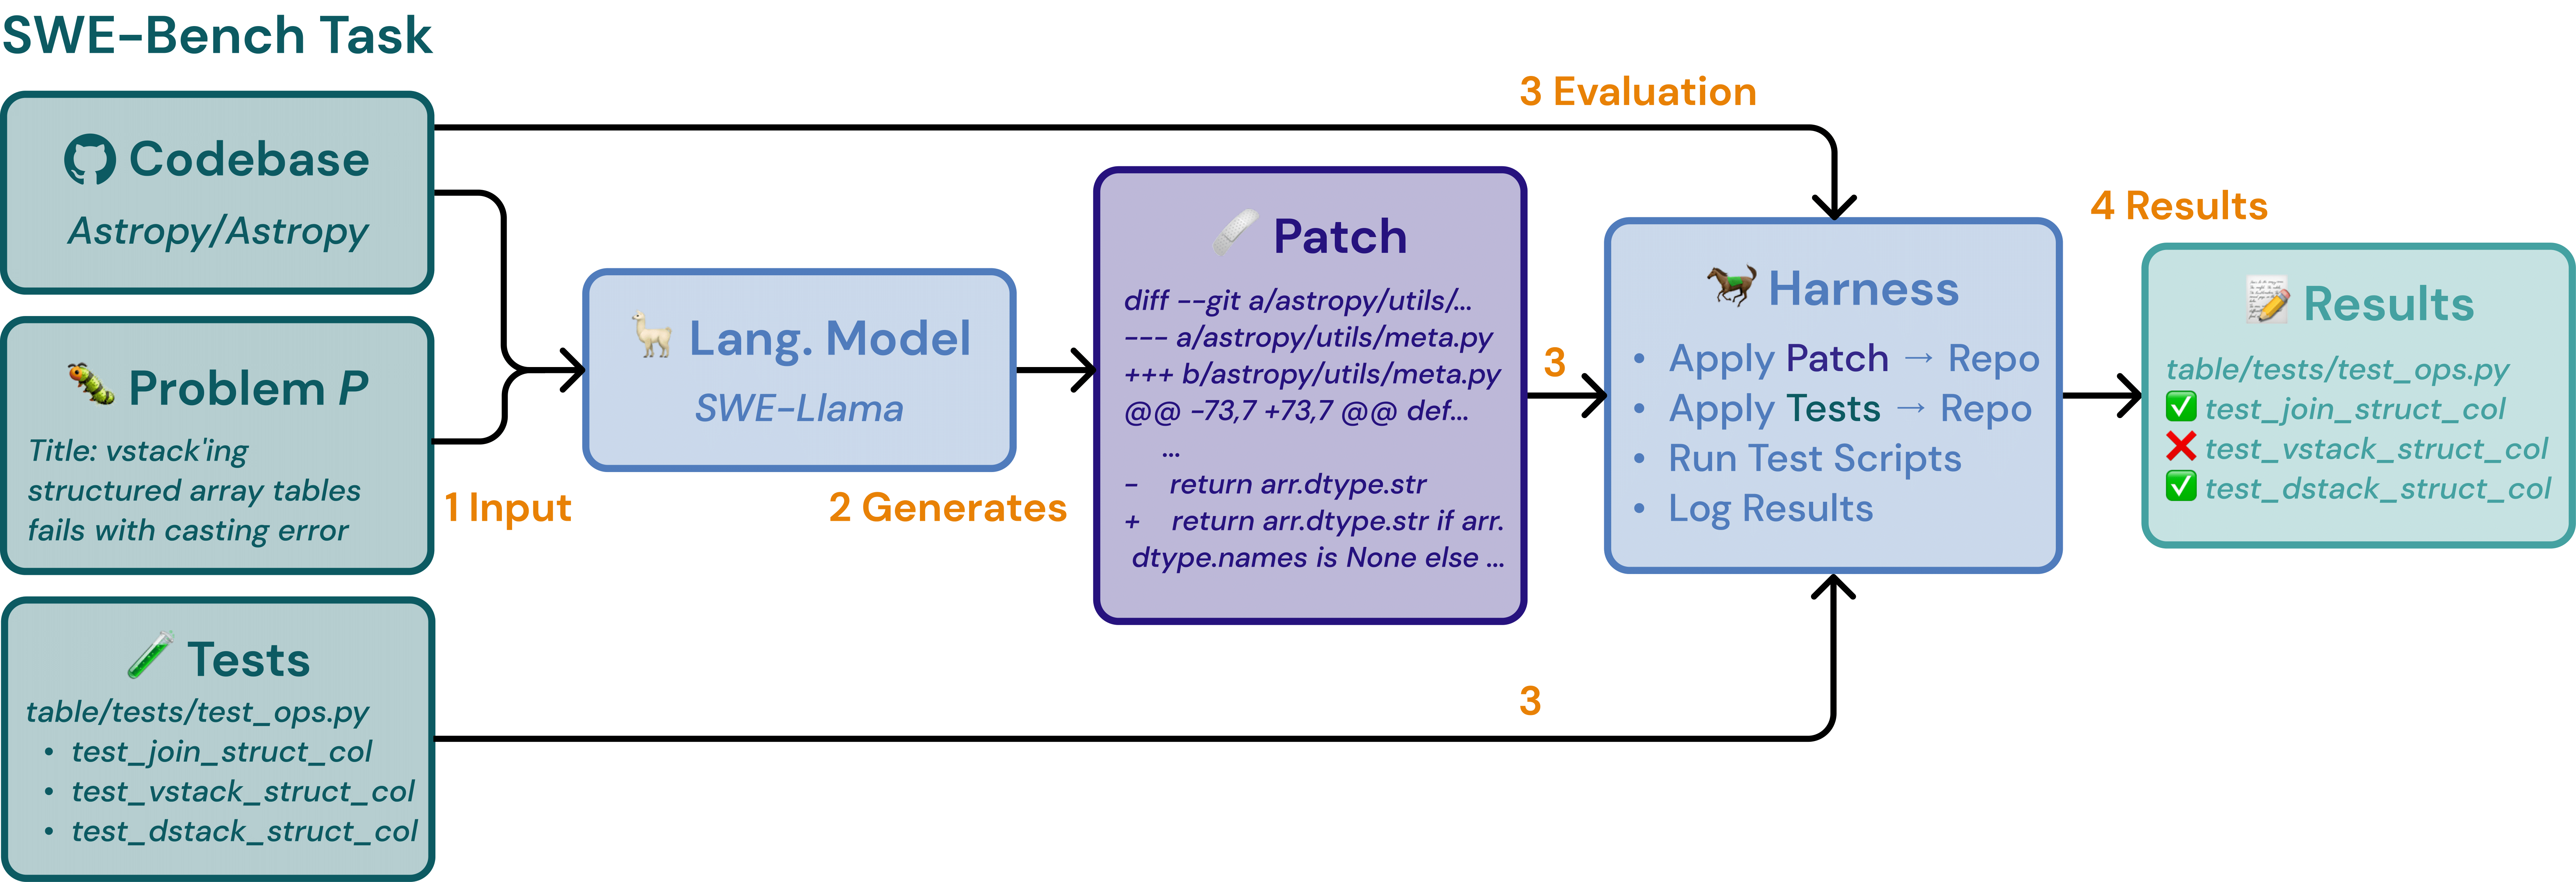 SWE-Bench Task
Codebase
Astropy/Astropy
Problem P
Title: vstack'ing
structured array tables
fails with casting error
Tests
table/tests/test_ops.py
• test_join_struct_col
• test_vstack_struct_col
• test_dstack_struct_col
1 Input
Lang. Model
SWE-Llama
2 Generates
Patch
diff --git a/astropy/utils/...
--- a/astropy/utils/meta.py
+++ b/astropy/utils/meta.py
@@ -73,7 +73,7 @@ def...
...
- return arr.dtype.str
+ return arr.dtype.str if arr.
dtype.names is None else ...
3 Evaluation
3
3
Harness
• Apply Patch → Repo
• Apply Tests → Repo
• Run Test Scripts
• Log Results
4 Results
Results
table/tests/test_ops.py
✅ test_join_struct_col
❌ test_vstack_struct_col
✅ test_dstack_struct_col